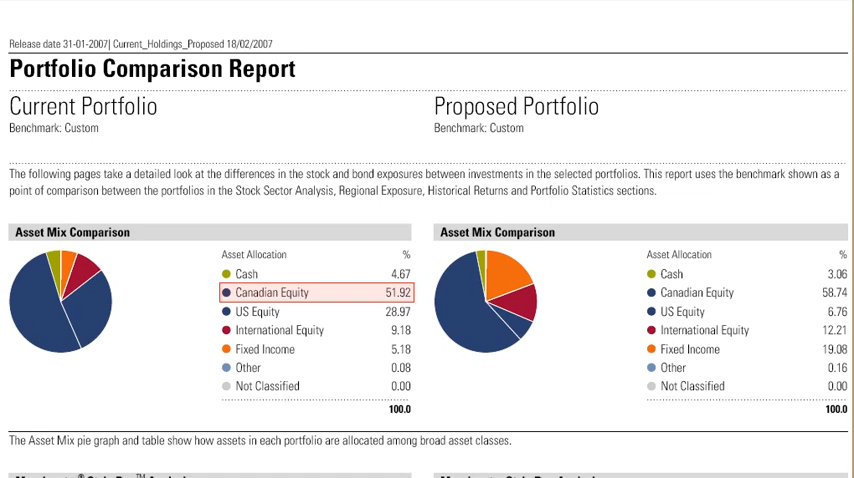 Release date 31-01-2007| Current_Holdings_Proposed 18/02/2007
Portfolio Comparison Report
Current Portfolio
Benchmark: Custom
Proposed Portfolio
Benchmark: Custom
The following pages take a detailed look at the differences in the stock and bond exposures between investments in the selected portfolios. This report uses the benchmark shown as a
point of comparison between the portfolios in the Stock Sector Analysis, Regional Exposure, Historical Returns and Portfolio Statistics sections.
Asset Mix Comparison
Asset Allocation %
Cash 4.67
Canadian Equity 51.92
US Equity 28.97
International Equity 9.18
Fixed Income 5.18
Other 0.08
Not Classified 0.00
100.0
Asset Mix Comparison
Asset Allocation %
Cash 3.06
Canadian Equity 58.74
US Equity 6.76
International Equity 12.21
Fixed Income 19.08
Other 0.16
Not Classified 0.00
100.0
The Asset Mix pie graph and table show how assets in each portfolio are allocated among broad asset classes.